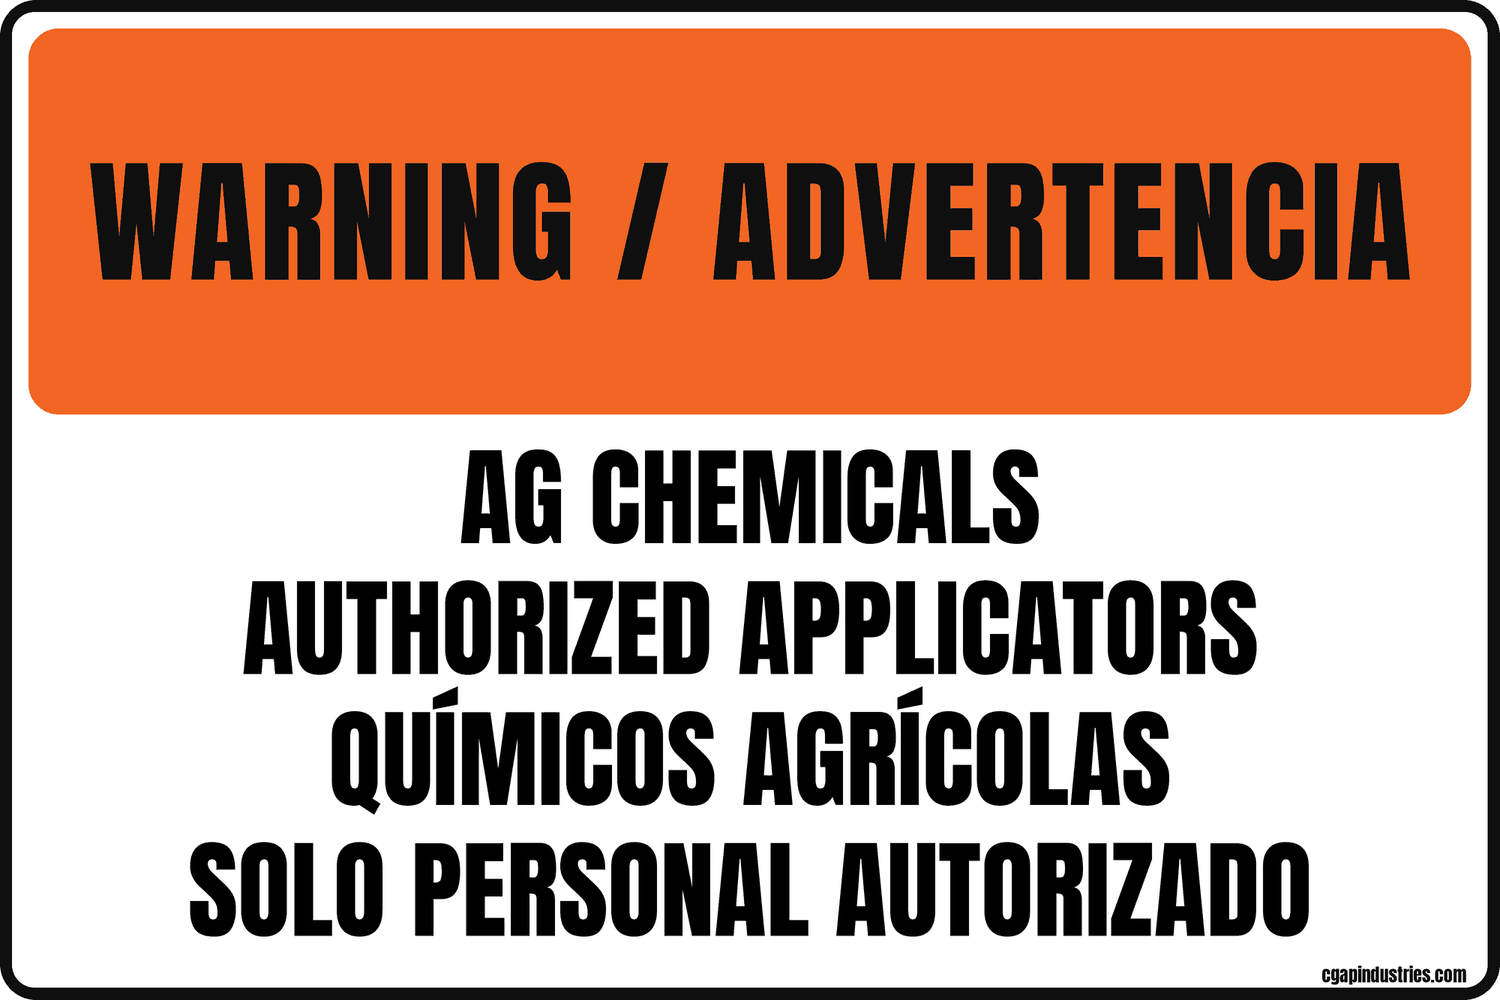 WARNING / ADVERTENCIA
AG CHEMICALS
AUTHORIZED APPLICATORS
QUÍMICOS AGRÍCOLAS
SOLO PERSONAL AUTORIZADO
cgapindustries.com